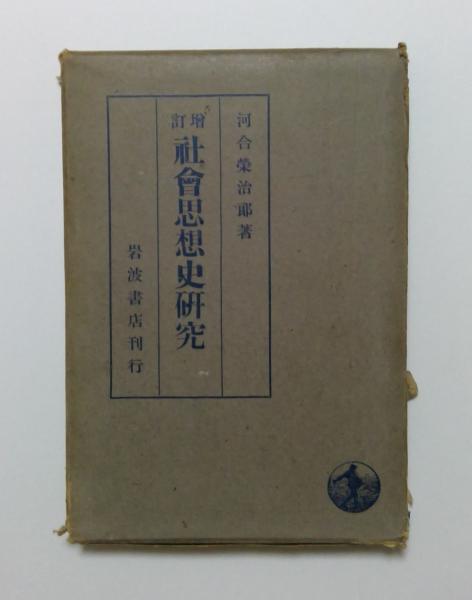 河合榮治郎著
增訂 社會思想史研究
岩波書店刊行